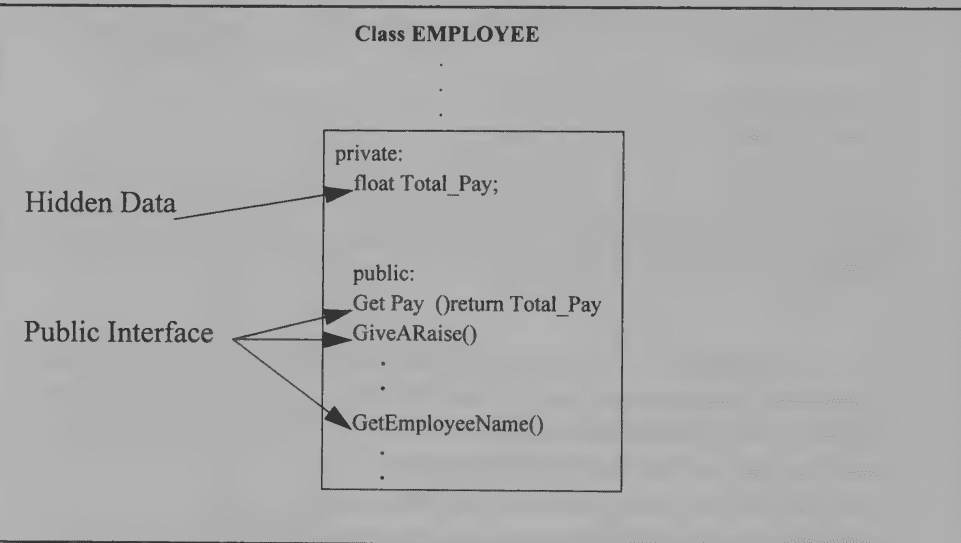 Class EMPLOYEE
.
.
.
private:
float Total_Pay;
Hidden Data
public:
Get Pay ()return Total_Pay
Public Interface
GiveARaise()
.
.
GetEmployeeName()
.
.